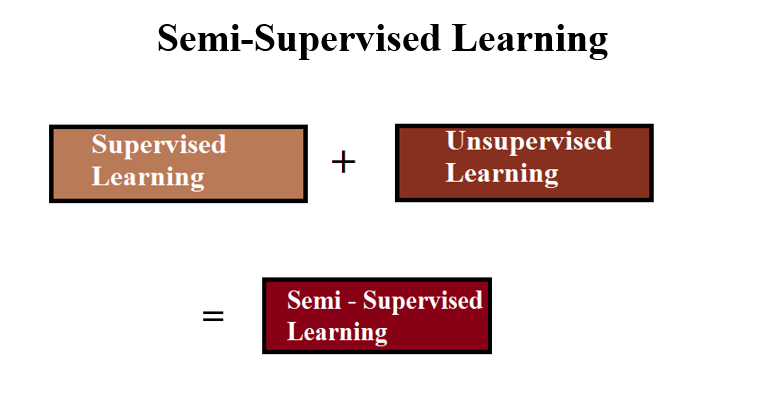 Semi-Supervised Learning
Supervised
Learning
+
Unsupervised
Learning
=
Semi - Supervised
Learning